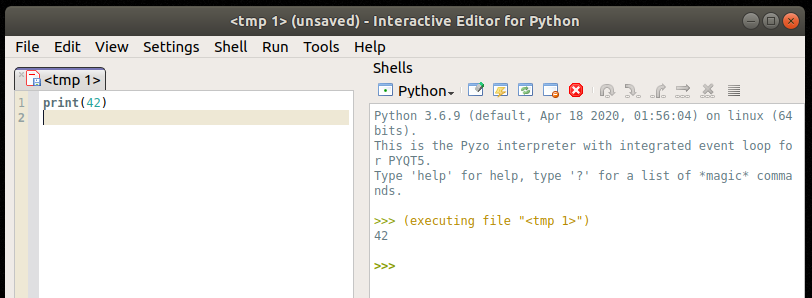 <tmp 1> (unsaved) - Interactive Editor for Python
File Edit View Settings Shell Run Tools Help
<tmp 1>
1 print(42)
2
Shells
Python
Python 3.6.9 (default, Apr 18 2020, 01:56:04) on linux (64
bits).
This is the Pyzo interpreter with integrated event loop fo
r PYQT5.
Type 'help' for help, type '?' for a list of *magic* comma
nds.
>>> (executing file "<tmp 1>")
42
>>>